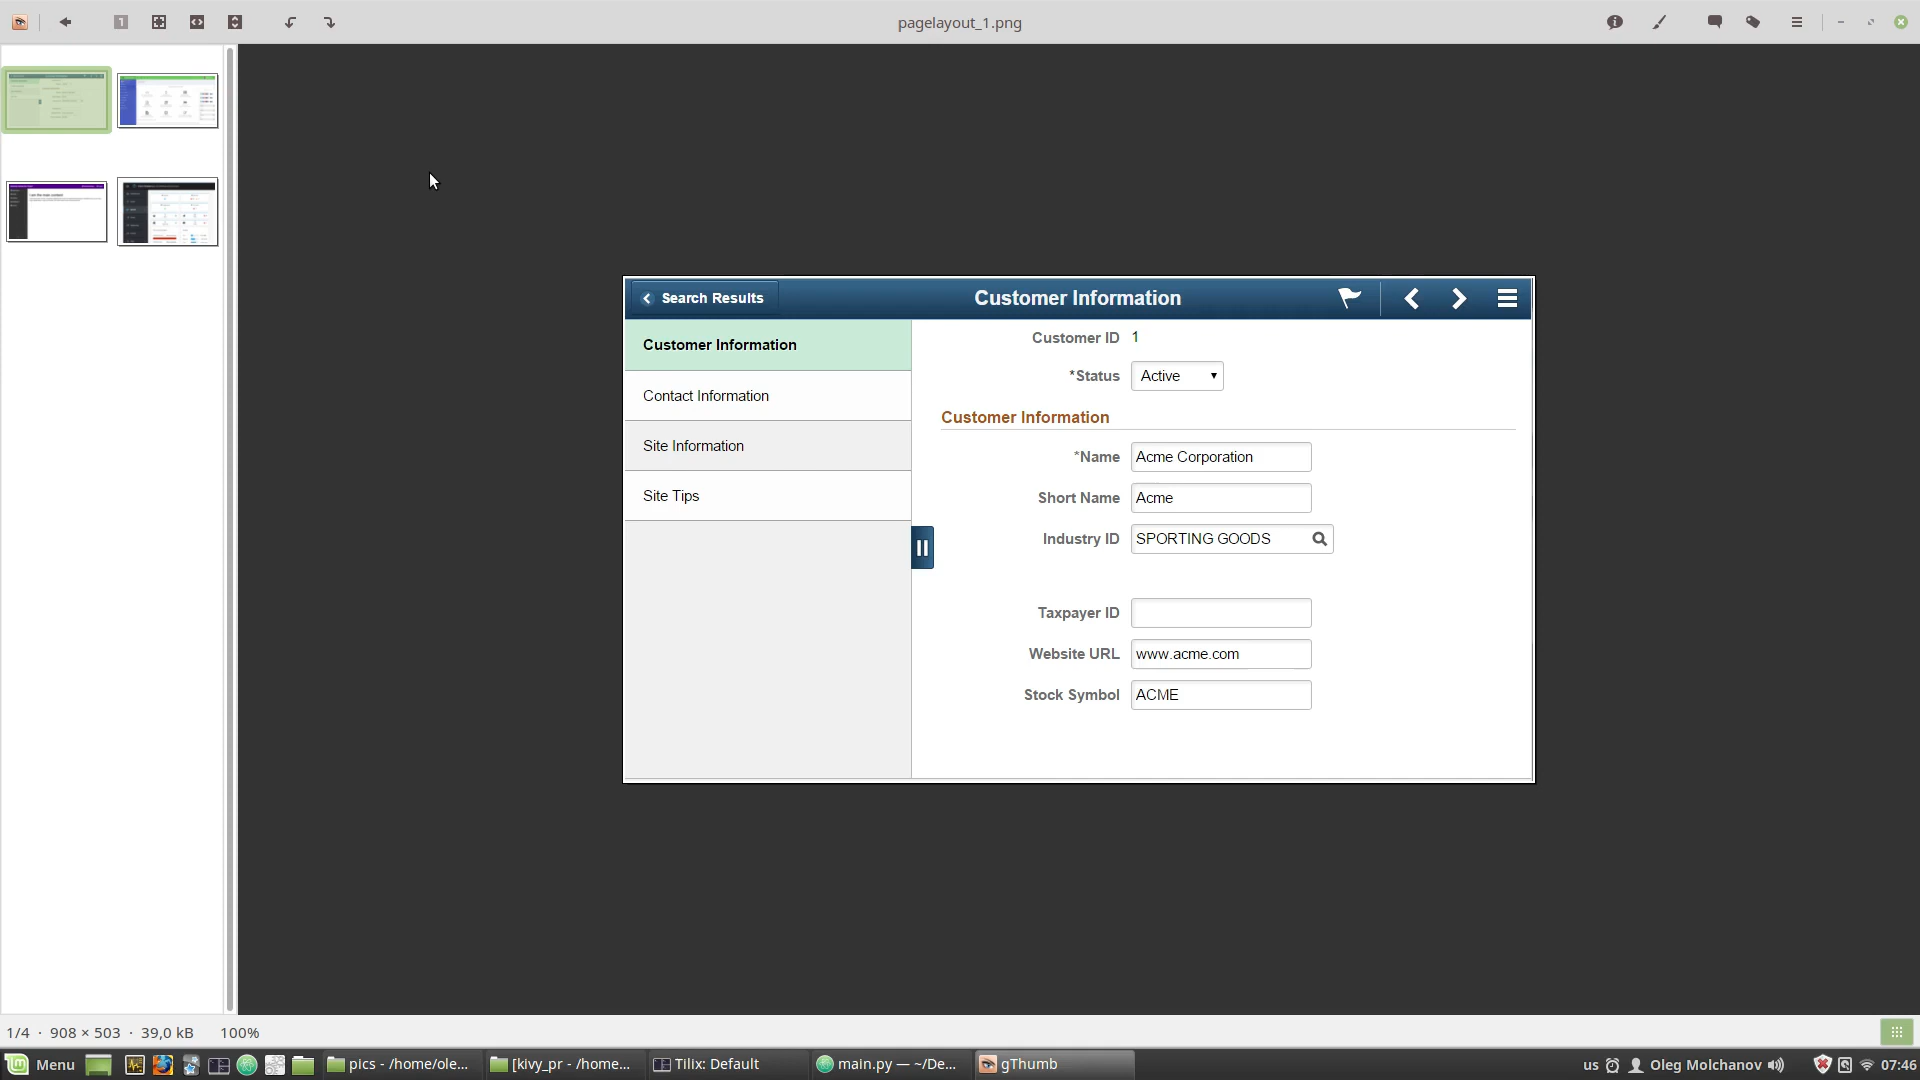 pagelayout_1.png
Search Results
Customer Information
Customer Information
Contact Information
Site Information
Site Tips
Customer ID 1
*Status Active
Customer Information
*Name Acme Corporation
Short Name Acme
Industry ID SPORTING GOODS
Taxpayer ID
Website URL www.acme.com
Stock Symbol ACME
1/4 · 908 × 503 · 39,0 kB 100%
Menu pics - /home/ole... [kivy_pr - /home... Tilix: Default main.py — ~/De... gThumb us Oleg Molchanov 07:46